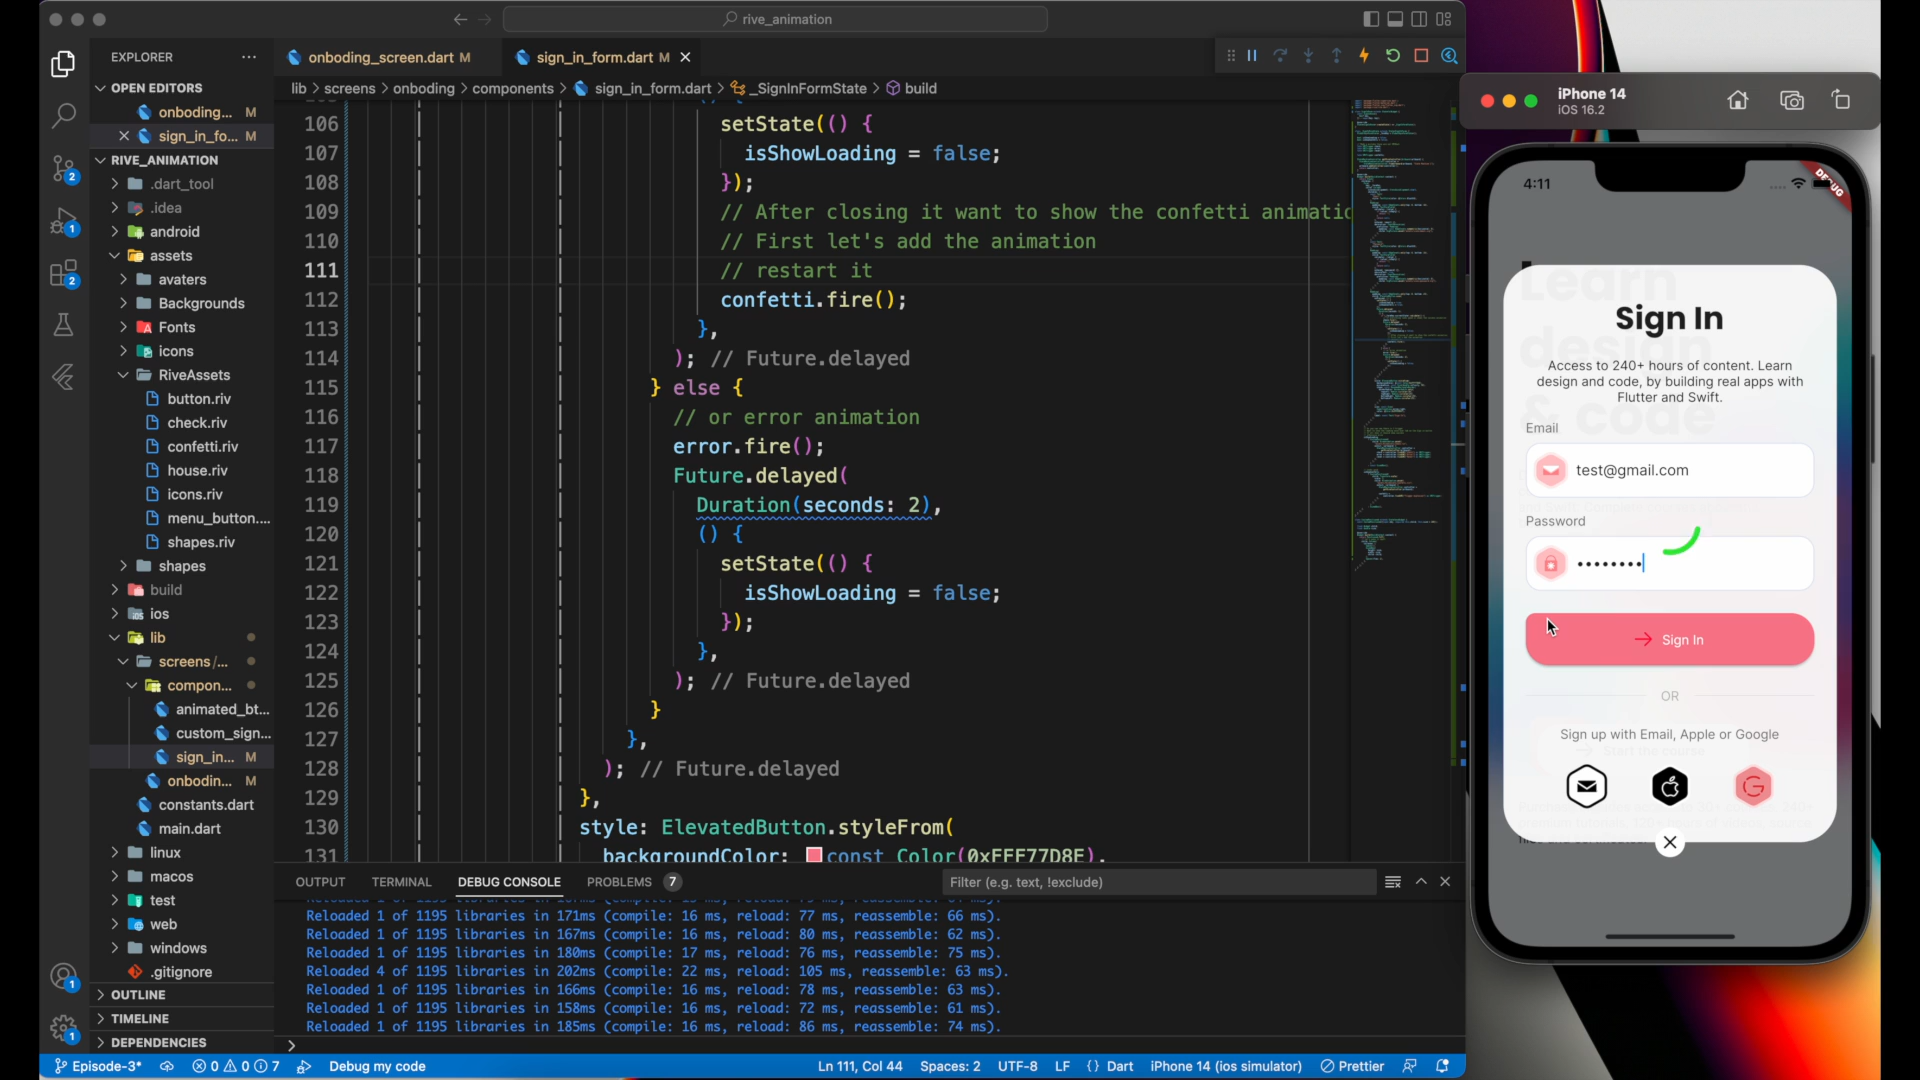 rive_animation
EXPLORER
onboding_screen.dart M
sign_in_form.dart M
OPEN EDITORS
onboding... M
sign_in_fo... M
RIVE_ANIMATION
.dart_tool
.idea
android
assets
avaters
Backgrounds
Fonts
icons
RiveAssets
button.riv
check.riv
confetti.riv
house.riv
icons.riv
menu_button....
shapes.riv
shapes
build
ios
lib
screens/...
compon...
animated_bt...
custom_sign...
sign_in... M
onbodin... M
constants.dart
main.dart
linux
macos
test
web
windows
.gitignore
OUTLINE
TIMELINE
DEPENDENCIES
2
1
2
1
1
lib > screens > onboding > components > sign_in_form.dart > _SignInFormState > build
106 setState(() {
107 isShowLoading = false;
108 });
109 // After closing it want to show the confetti animatio
110 // First let's add the animation
111 // restart it
112 confetti.fire();
113 },
114 ); // Future.delayed
115 } else {
116 // or error animation
117 error.fire();
118 Future.delayed(
119 Duration(seconds: 2),
120 () {
121 setState(() {
122 isShowLoading = false;
123 });
124 },
125 ); // Future.delayed
126 }
127 },
128 ); // Future.delayed
129 },
130 style: ElevatedButton.styleFrom(
131 backgroundColor: const Color(0xFFF77D8E),
OUTPUT TERMINAL DEBUG CONSOLE PROBLEMS 7
Filter (e.g. text, !exclude)
Reloaded 1 of 1195 libraries in 171ms (compile: 16 ms, reload: 77 ms, reassemble: 66 ms).
Reloaded 1 of 1195 libraries in 167ms (compile: 16 ms, reload: 80 ms, reassemble: 62 ms).
Reloaded 1 of 1195 libraries in 180ms (compile: 17 ms, reload: 76 ms, reassemble: 75 ms).
Reloaded 4 of 1195 libraries in 202ms (compile: 22 ms, reload: 105 ms, reassemble: 63 ms).
Reloaded 1 of 1195 libraries in 166ms (compile: 16 ms, reload: 78 ms, reassemble: 63 ms).
Reloaded 1 of 1195 libraries in 158ms (compile: 16 ms, reload: 72 ms, reassemble: 61 ms).
Reloaded 1 of 1195 libraries in 185ms (compile: 16 ms, reload: 86 ms, reassemble: 74 ms).
Episode-3* 0 0 7 Debug my code Ln 111, Col 44 Spaces: 2 UTF-8 LF {} Dart iPhone 14 (ios simulator) Prettier
iPhone 14
iOS 16.2
4:11
DEBUG
Learn
design
& code
Sign In
Access to 240+ hours of content. Learn
design and code, by building real apps with
Flutter and Swift.
Email
test@gmail.com
Password
Sign In
OR
Sign up with Email, Apple or Google
Start the course